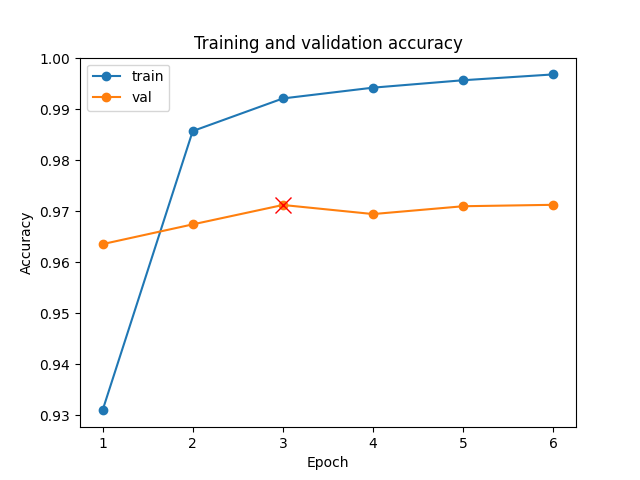 Training and validation accuracy
train
val
1.00
0.99
0.98
0.97
0.96
0.95
0.94
0.93
Accuracy
1 2 3 4 5 6
Epoch